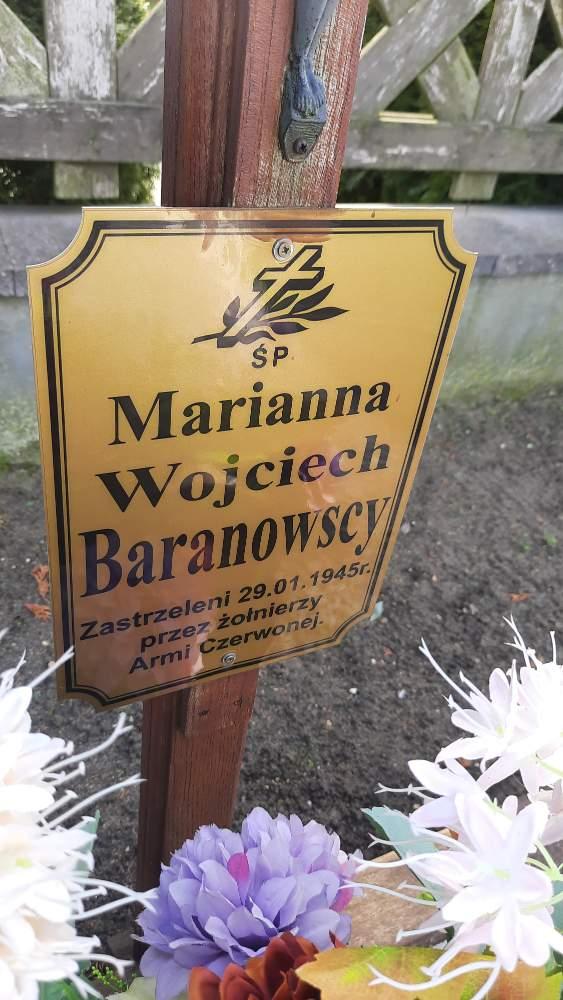 ŚP.
Marianna
Wojciech
Baranowscy
Zastrzeleni 29.01.1945r.
przez żołnierzy
Armi Czerwonej.